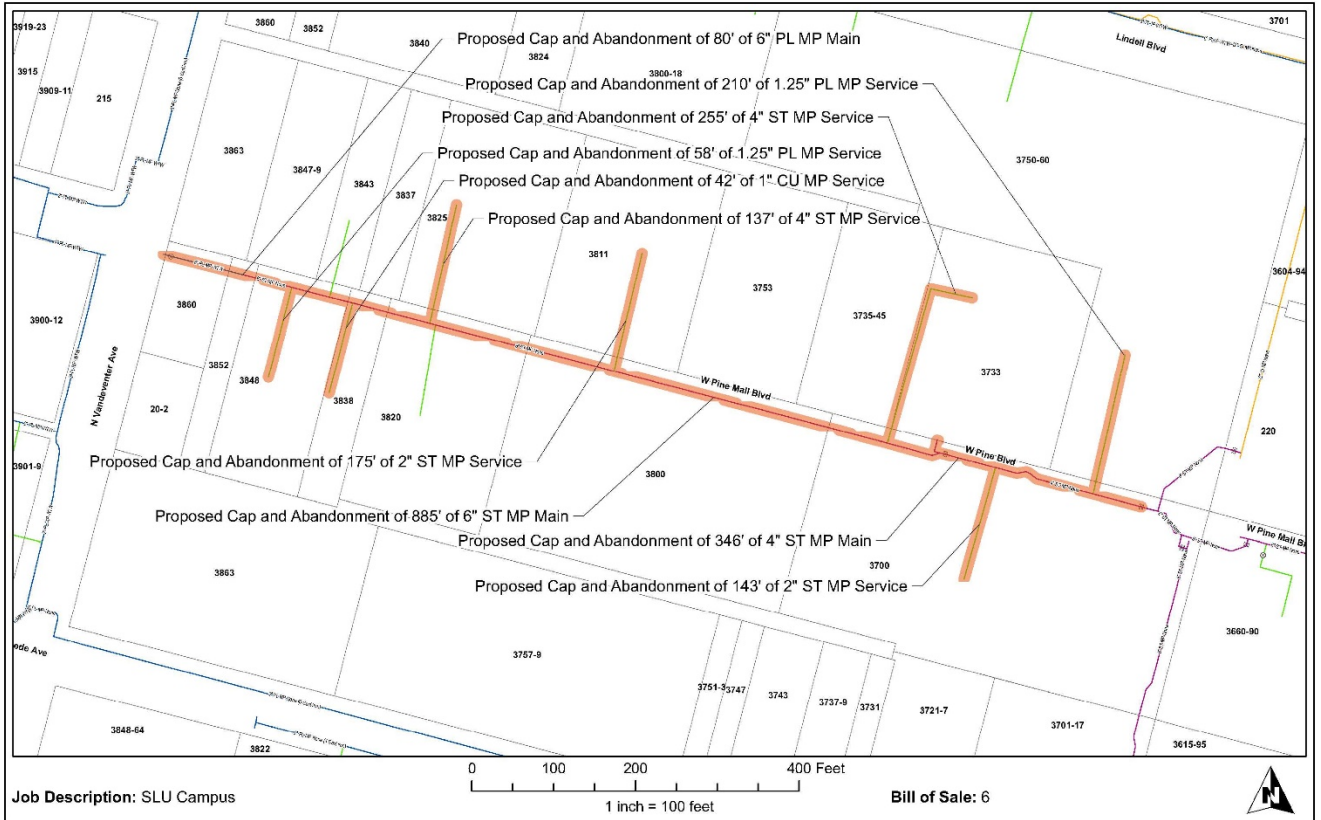 3919-23
3860
3852
3840
3824
3800-18
3701
Lindell Blvd
Proposed Cap and Abandonment of 80' of 6" PL MP Main
3915
3909-11
215
Proposed Cap and Abandonment of 210' of 1.25" PL MP Service
Proposed Cap and Abandonment of 255' of 4" ST MP Service
3863
3847-9
3843
3837
3825
Proposed Cap and Abandonment of 58' of 1.25" PL MP Service
3750-60
Proposed Cap and Abandonment of 42' of 1" CU MP Service
Proposed Cap and Abandonment of 137' of 4" ST MP Service
3811
3753
3735-45
3733
3604-94
3900-12
N Vandeventer Ave
3860
3852
3848
3838
3820
20-2
W Pine Mall Blvd
220
3901-9
W Pine Blvd
Proposed Cap and Abandonment of 175' of 2" ST MP Service
3800
Proposed Cap and Abandonment of 885' of 6" ST MP Main
Proposed Cap and Abandonment of 346' of 4" ST MP Main
W Pine Mall Bl
3863
3700
Proposed Cap and Abandonment of 143' of 2" ST MP Service
3660-90
ode Ave
3757-9
3751-3
3747
3743
3737-9
3731
3721-7
3701-17
3615-95
3848-64
3822
0 100 200 400 Feet
1 inch = 100 feet
Job Description: SLU Campus
Bill of Sale: 6
N